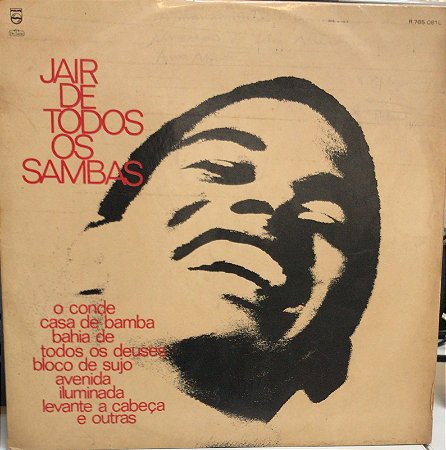 PHILIPS
JAIR
DE
TODOS
OS
SAMBAS
o conde
casa de bamba
bahia de
todos os deuses
bloco de sujo
avenida
iluminada
levante a cabeça
e outras